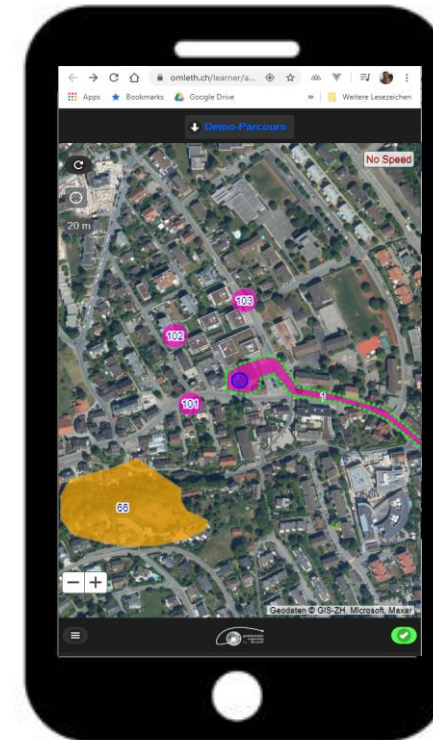 omleth.ch/learner/a...
Apps Bookmarks Google Drive » Weitere Lesezeichen
Demo-Parcours
No Speed
20 m
103
102
101
1
66
Geodaten © GIS-ZH, Microsoft, Maxar